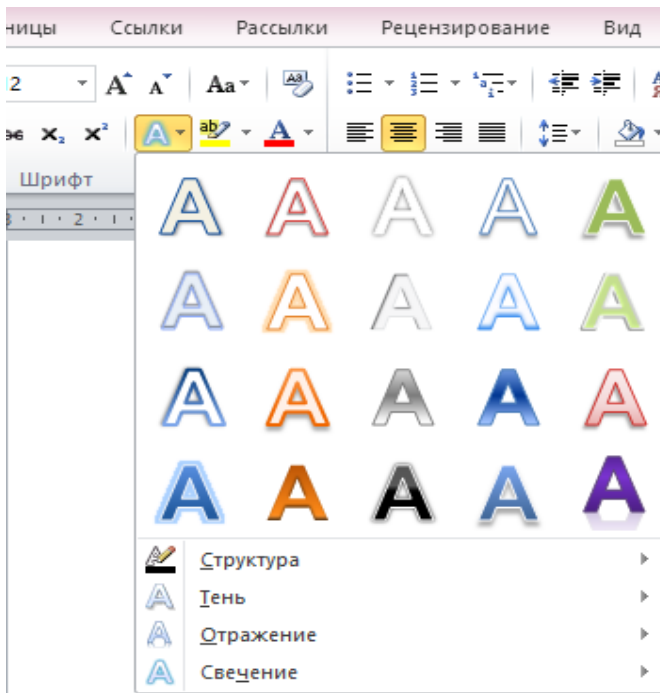 ницы Ссылки Рассылки Рецензирование Вид
2 Aa
Шрифт
Структура
Тень
Отражение
Свечение